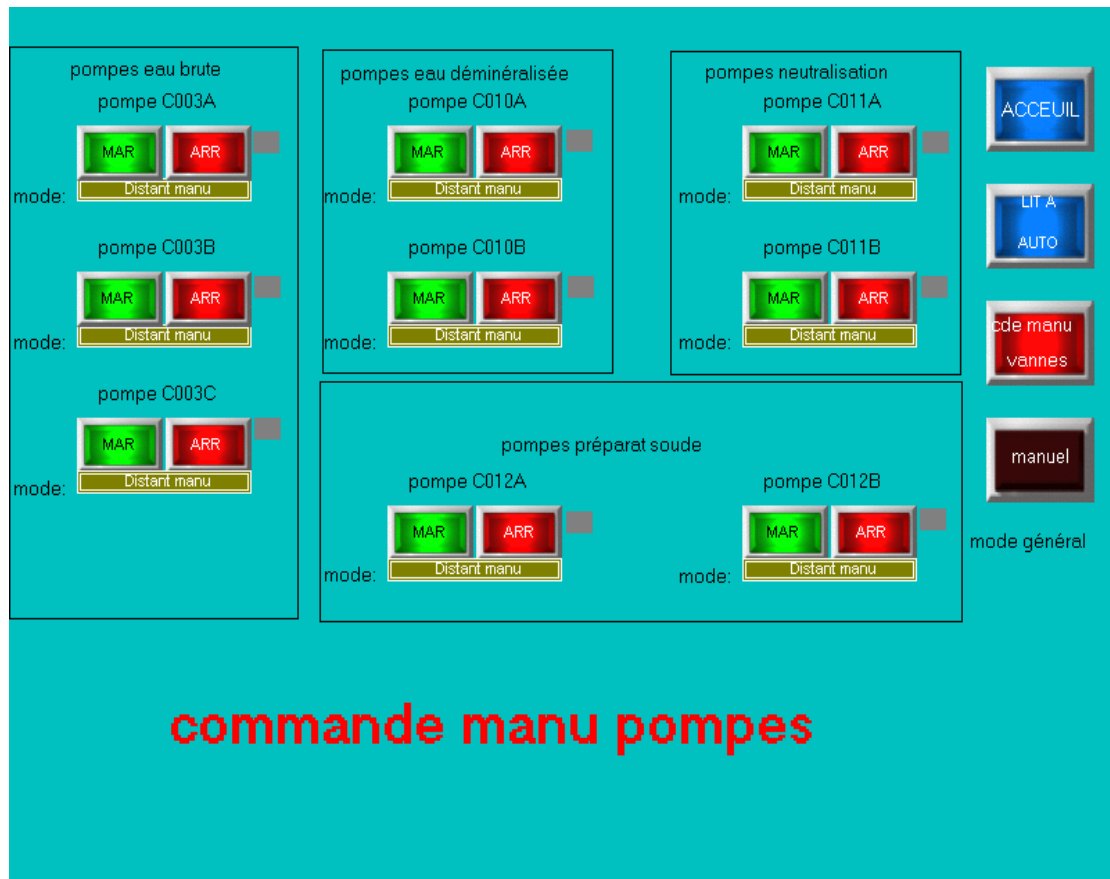 pompes eau brute
pompe C003A
MAR ARR
mode: Distant manu
pompe C003B
MAR ARR
mode: Distant manu
pompe C003C
MAR ARR
mode: Distant manu
pompes eau déminéralisée
pompe C010A
MAR ARR
mode: Distant manu
pompe C010B
MAR ARR
mode: Distant manu
pompes neutralisation
pompe C011A
MAR ARR
mode: Distant manu
pompe C011B
MAR ARR
mode: Distant manu
pompes préparat soude
pompe C012A
MAR ARR
mode: Distant manu
pompe C012B
MAR ARR
mode: Distant manu
ACCEUIL
LIT A
AUTO
cde manu
vannes
manuel
mode général
commande manu pompes